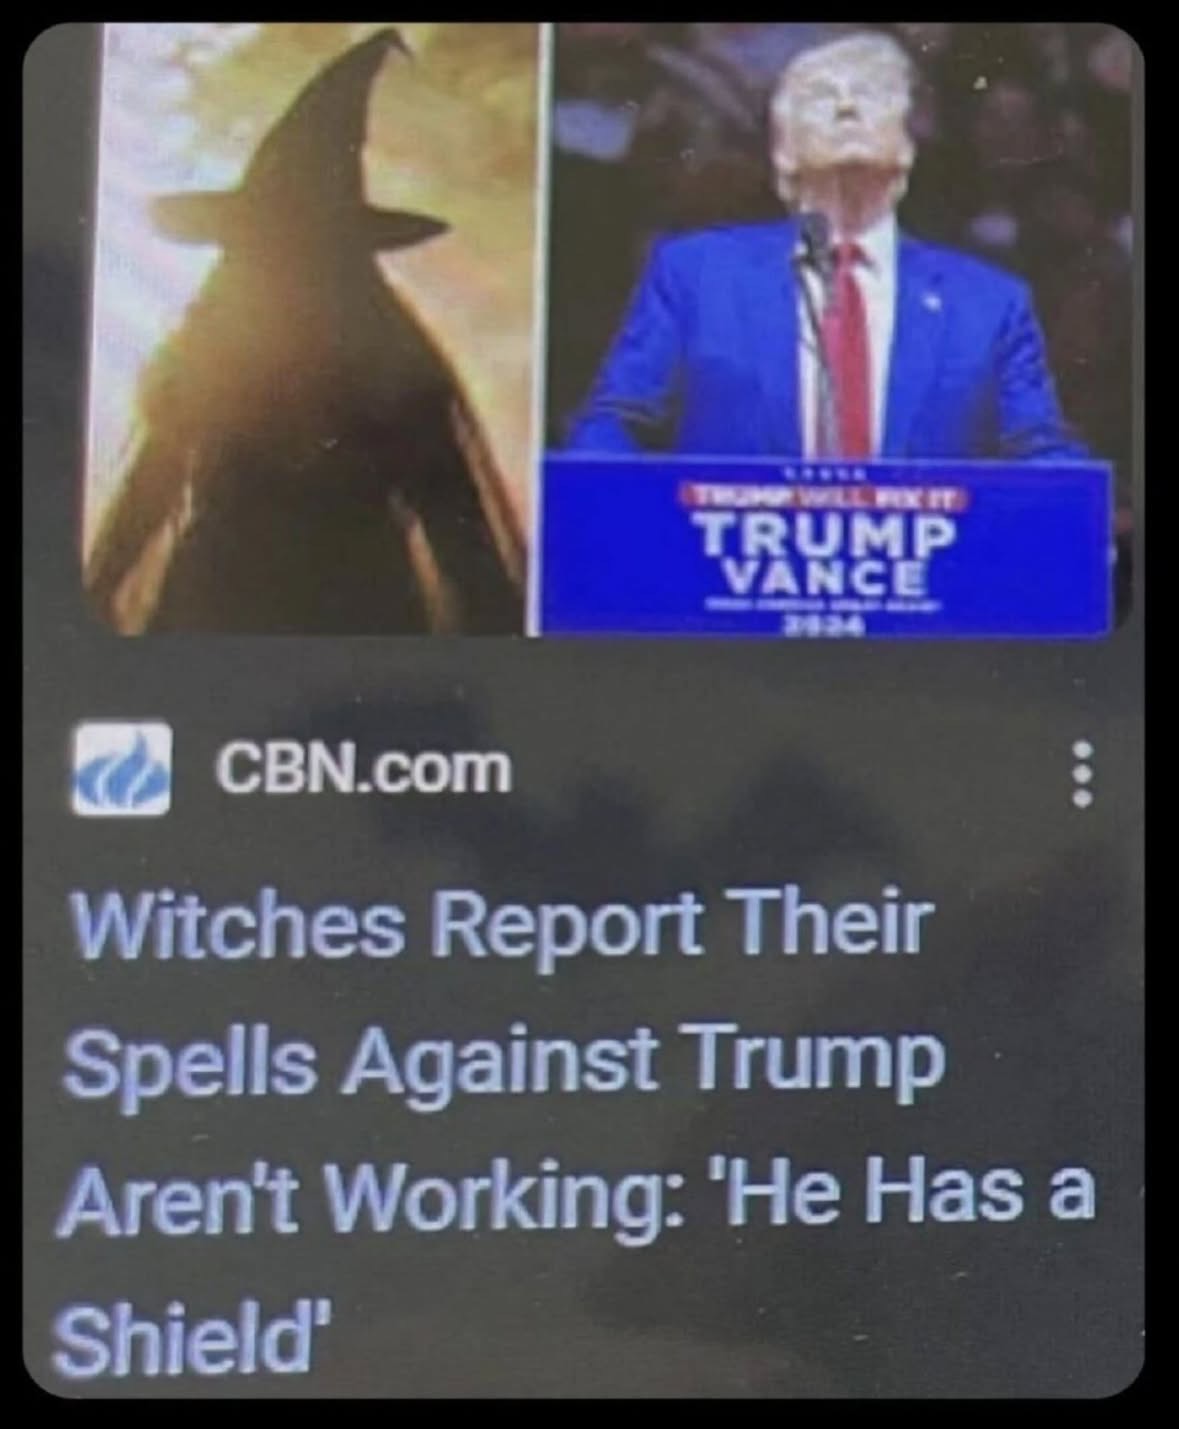 TRUMP WILL FIX IT
TRUMP
VANCE
2024
CBN.com
Witches Report Their
Spells Against Trump
Aren't Working: 'He Has a
Shield'